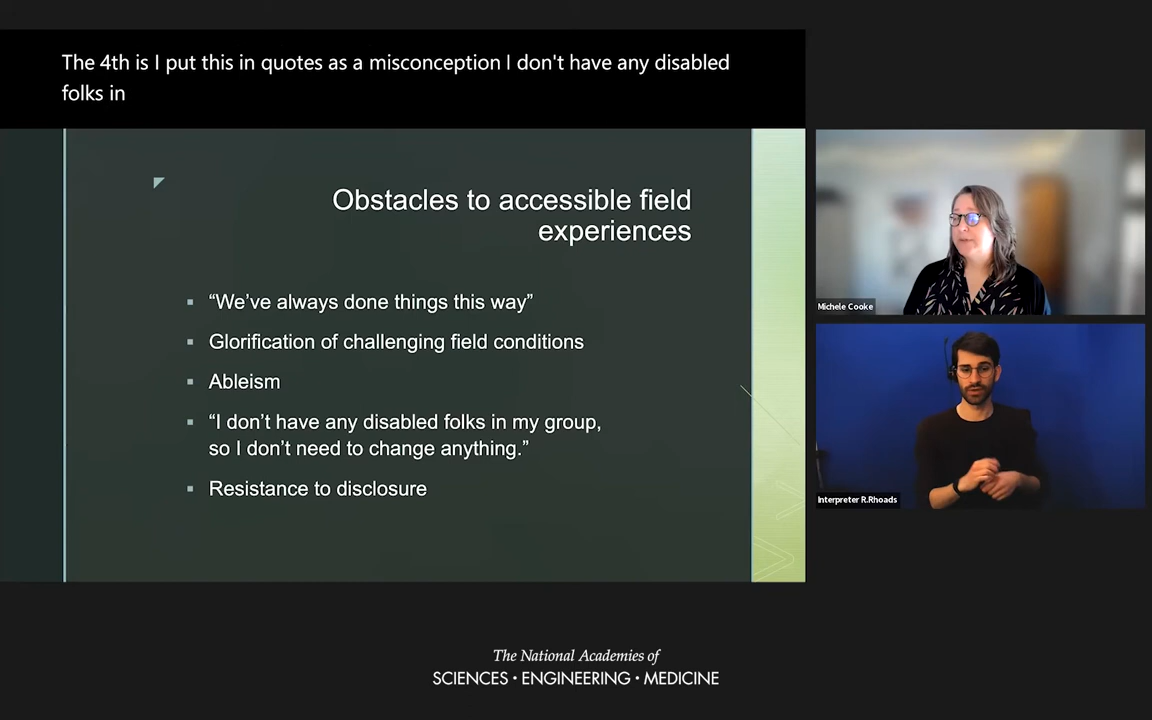 The 4th is I put this in quotes as a misconception I don't have any disabled
folks in
Obstacles to accessible field
experiences
▪ “We’ve always done things this way”
▪ Glorification of challenging field conditions
▪ Ableism
▪ “I don’t have any disabled folks in my group,
so I don’t need to change anything.”
▪ Resistance to disclosure
Michele Cooke
Interpreter R.Rhoads
The National Academies of
SCIENCES · ENGINEERING · MEDICINE